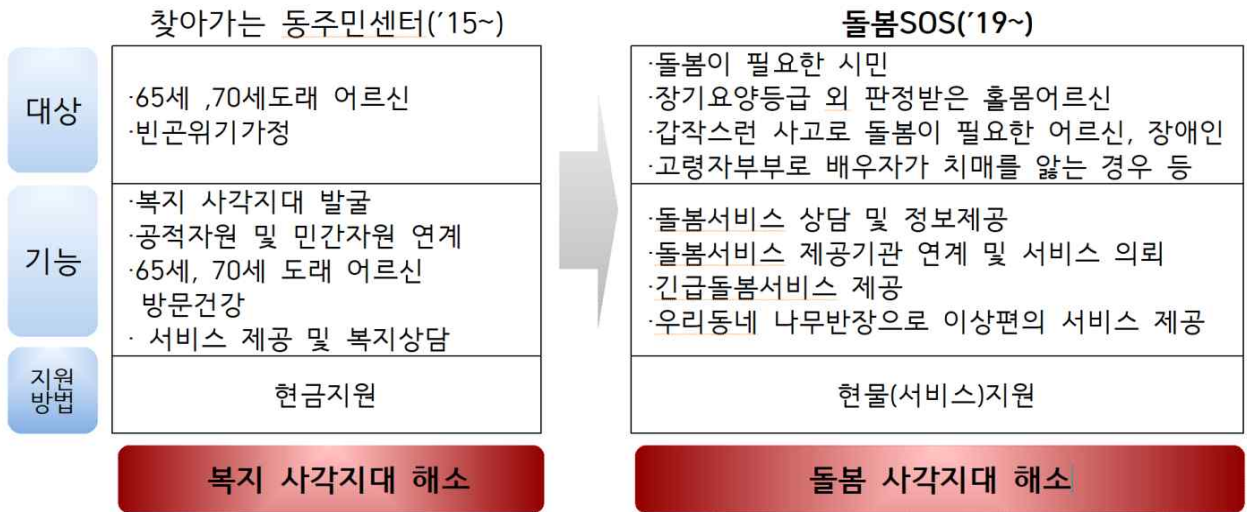 찾아가는 동주민센터(′15~)
돌봄SOS(′19~)
대상
·65세 ,70세도래 어르신
·빈곤위기가정
·돌봄이 필요한 시민
·장기요양등급 외 판정받은 홀몸어르신
·갑작스런 사고로 돌봄이 필요한 어르신, 장애인
·고령자부부로 배우자가 치매를 앓는 경우 등
기능
·복지 사각지대 발굴
·공적자원 및 민간자원 연계
·65세, 70세 도래 어르신
방문건강
· 서비스 제공 및 복지상담
·돌봄서비스 상담 및 정보제공
·돌봄서비스 제공기관 연계 및 서비스 의뢰
·긴급돌봄서비스 제공
·우리동네 나무반장으로 이상편의 서비스 제공
지원
방법
현금지원
현물(서비스)지원
복지 사각지대 해소
돌봄 사각지대 해소